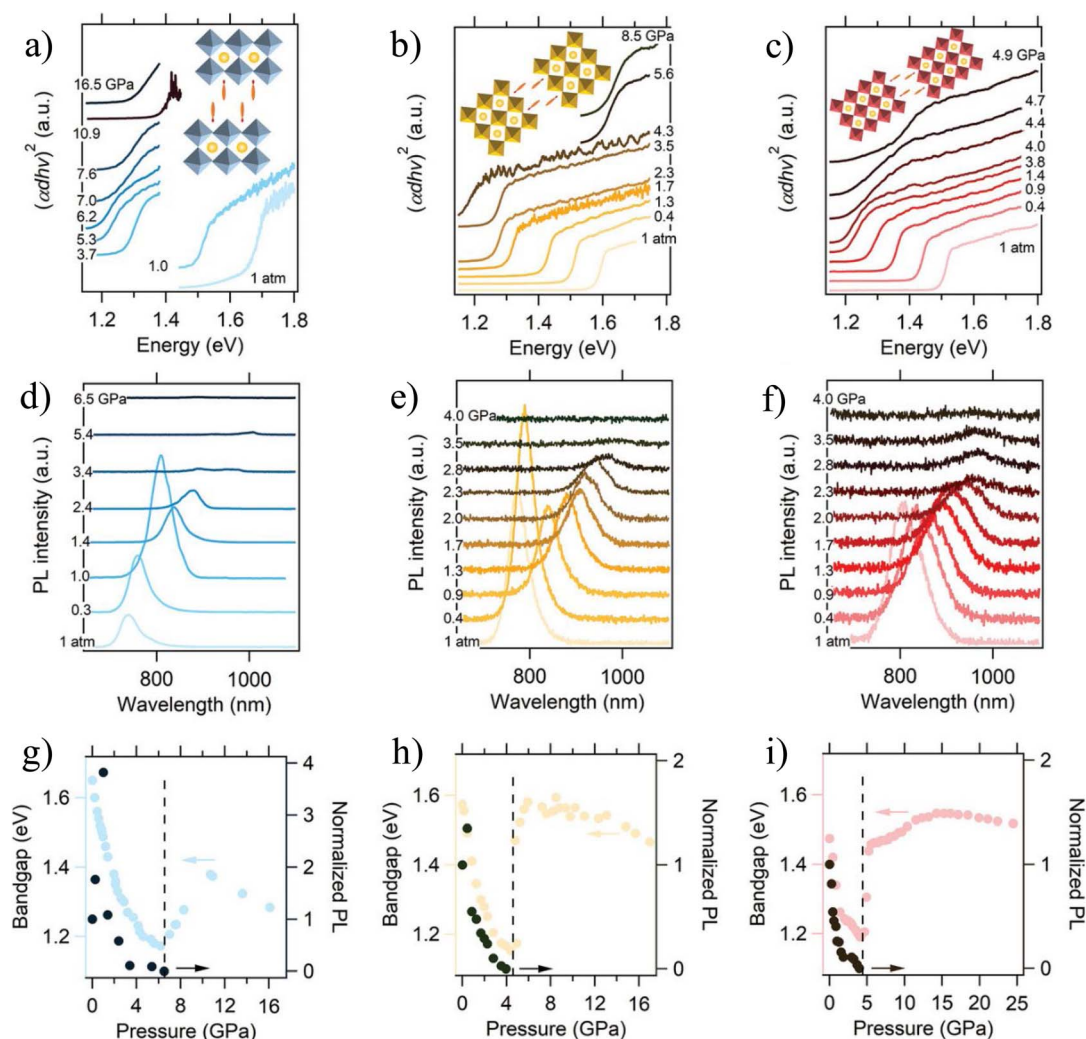 a)
16.5 GPa
10.9
7.6
7.0
6.2
5.3
3.7
1.0
1 atm
(αdhν)² (a.u.)
1.2 1.4 1.6 1.8
Energy (eV)
b)
8.5 GPa
5.6
4.3
3.5
2.3
1.7
1.3
0.4
1 atm
(αdhν)² (a.u.)
1.2 1.4 1.6 1.8
Energy (eV)
c)
4.9 GPa
4.7
4.4
4.0
3.8
1.4
0.9
0.4
1 atm
(αdhν)² (a.u.)
1.2 1.4 1.6 1.8
Energy (eV)
d)
6.5 GPa
5.4
3.4
2.4
1.4
1.0
0.3
1 atm
PL intensity (a.u.)
800 1000
Wavelength (nm)
e)
4.0 GPa
3.5
2.8
2.3
2.0
1.7
1.3
0.9
0.4
1 atm
PL intensity (a.u.)
800 1000
Wavelength (nm)
f)
4.0 GPa
3.5
2.8
2.3
2.0
1.7
1.3
0.9
0.4
1 atm
PL intensity (a.u.)
800 1000
Wavelength (nm)
g)
1.6
1.4
1.2
Bandgap (eV)
4
3
2
1
0
Normalized PL
0 4 8 12 16
Pressure (GPa)
h)
1.6
1.4
1.2
Bandgap (eV)
2
1
0
Normalized PL
0 4 8 12 16
Pressure (GPa)
i)
1.6
1.4
1.2
Bandgap (eV)
2
1
0
Normalized PL
0 5 10 15 20 25
Pressure (GPa)